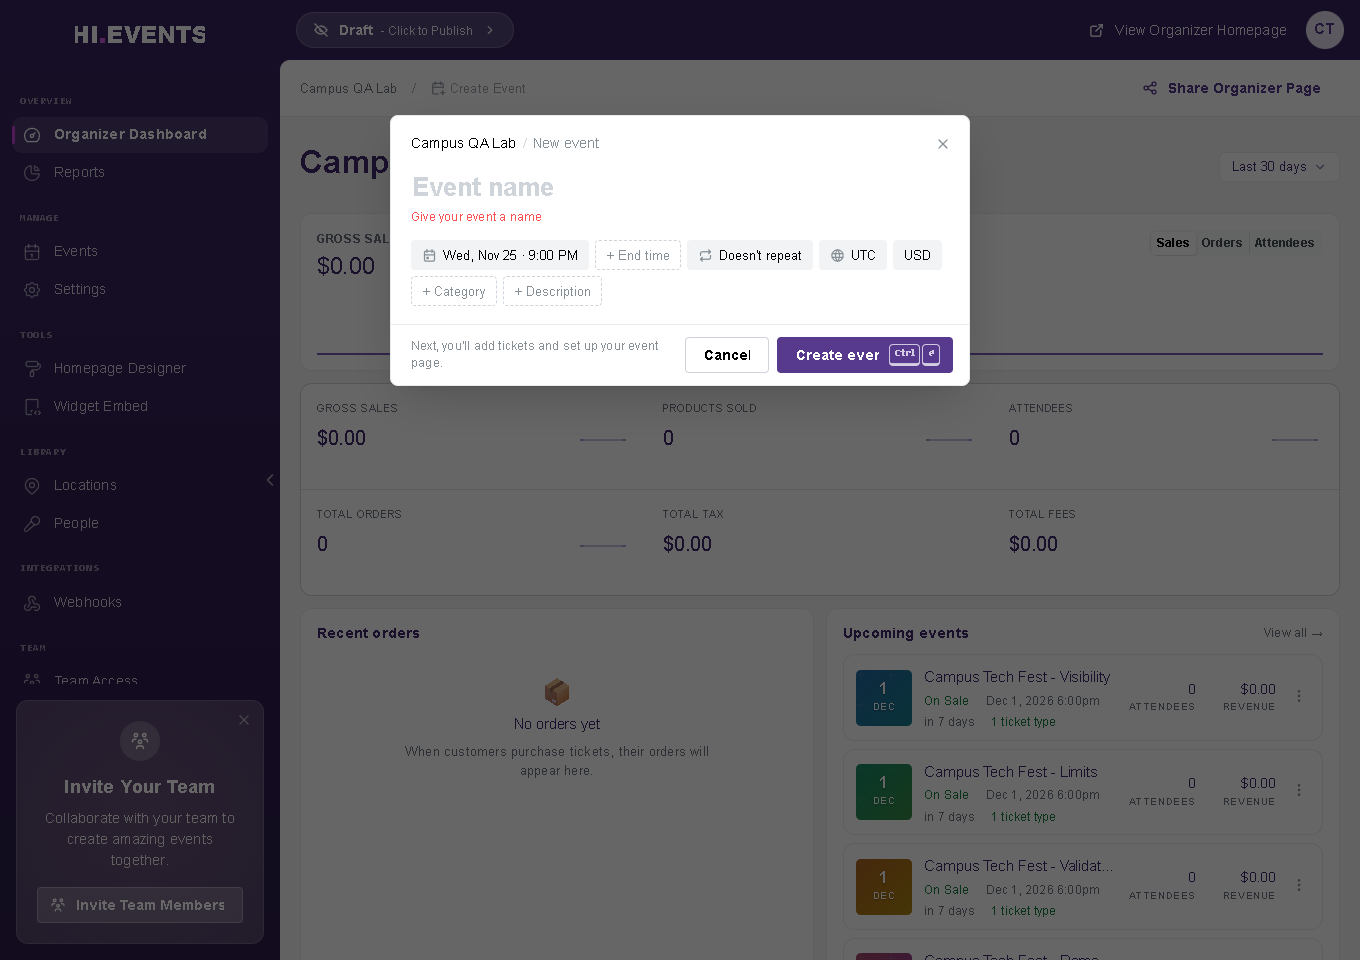 HI.EVENTS
Draft - Click to Publish
View Organizer Homepage
CT
OVERVIEW
Organizer Dashboard
Reports
MANAGE
Events
Settings
TOOLS
Homepage Designer
Widget Embed
LIBRARY
Locations
People
INTEGRATIONS
Webhooks
TEAM
Team Access
Invite Your Team
Collaborate with your team to
create amazing events
together.
Invite Team Members
Campus QA Lab / Create Event
Share Organizer Page
Camp
Last 30 days
GROSS SAL
$0.00
Sales Orders Attendees
Campus QA Lab / New event
Event name
Give your event a name
Wed, Nov 25 · 9:00 PM
+ End time
Doesn't repeat
UTC
USD
+ Category
+ Description
Next, you'll add tickets and set up your event
page.
Cancel
Create ever
Ctrl
GROSS SALES
$0.00
PRODUCTS SOLD
0
ATTENDEES
0
TOTAL ORDERS
0
TOTAL TAX
$0.00
TOTAL FEES
$0.00
Recent orders
No orders yet
When customers purchase tickets, their orders will
appear here.
Upcoming events
View all →
1
DEC
Campus Tech Fest - Visibility
On Sale Dec 1, 2026 6:00pm
in 7 days 1 ticket type
0
ATTENDEES
$0.00
REVENUE
1
DEC
Campus Tech Fest - Limits
On Sale Dec 1, 2026 6:00pm
in 7 days 1 ticket type
0
ATTENDEES
$0.00
REVENUE
1
DEC
Campus Tech Fest - Validat...
On Sale Dec 1, 2026 6:00pm
in 7 days 1 ticket type
0
ATTENDEES
$0.00
REVENUE
Campus Tech Fest